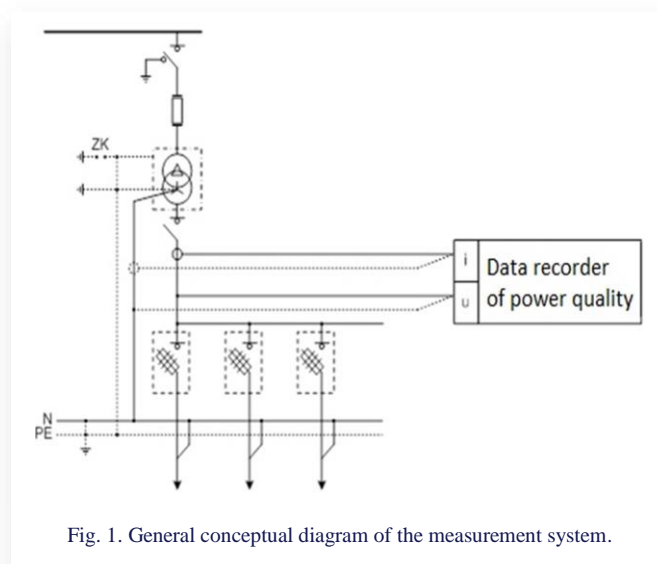 ZK
i
Data recorder
u
of power quality
N
PE
Fig. 1. General conceptual diagram of the measurement system.